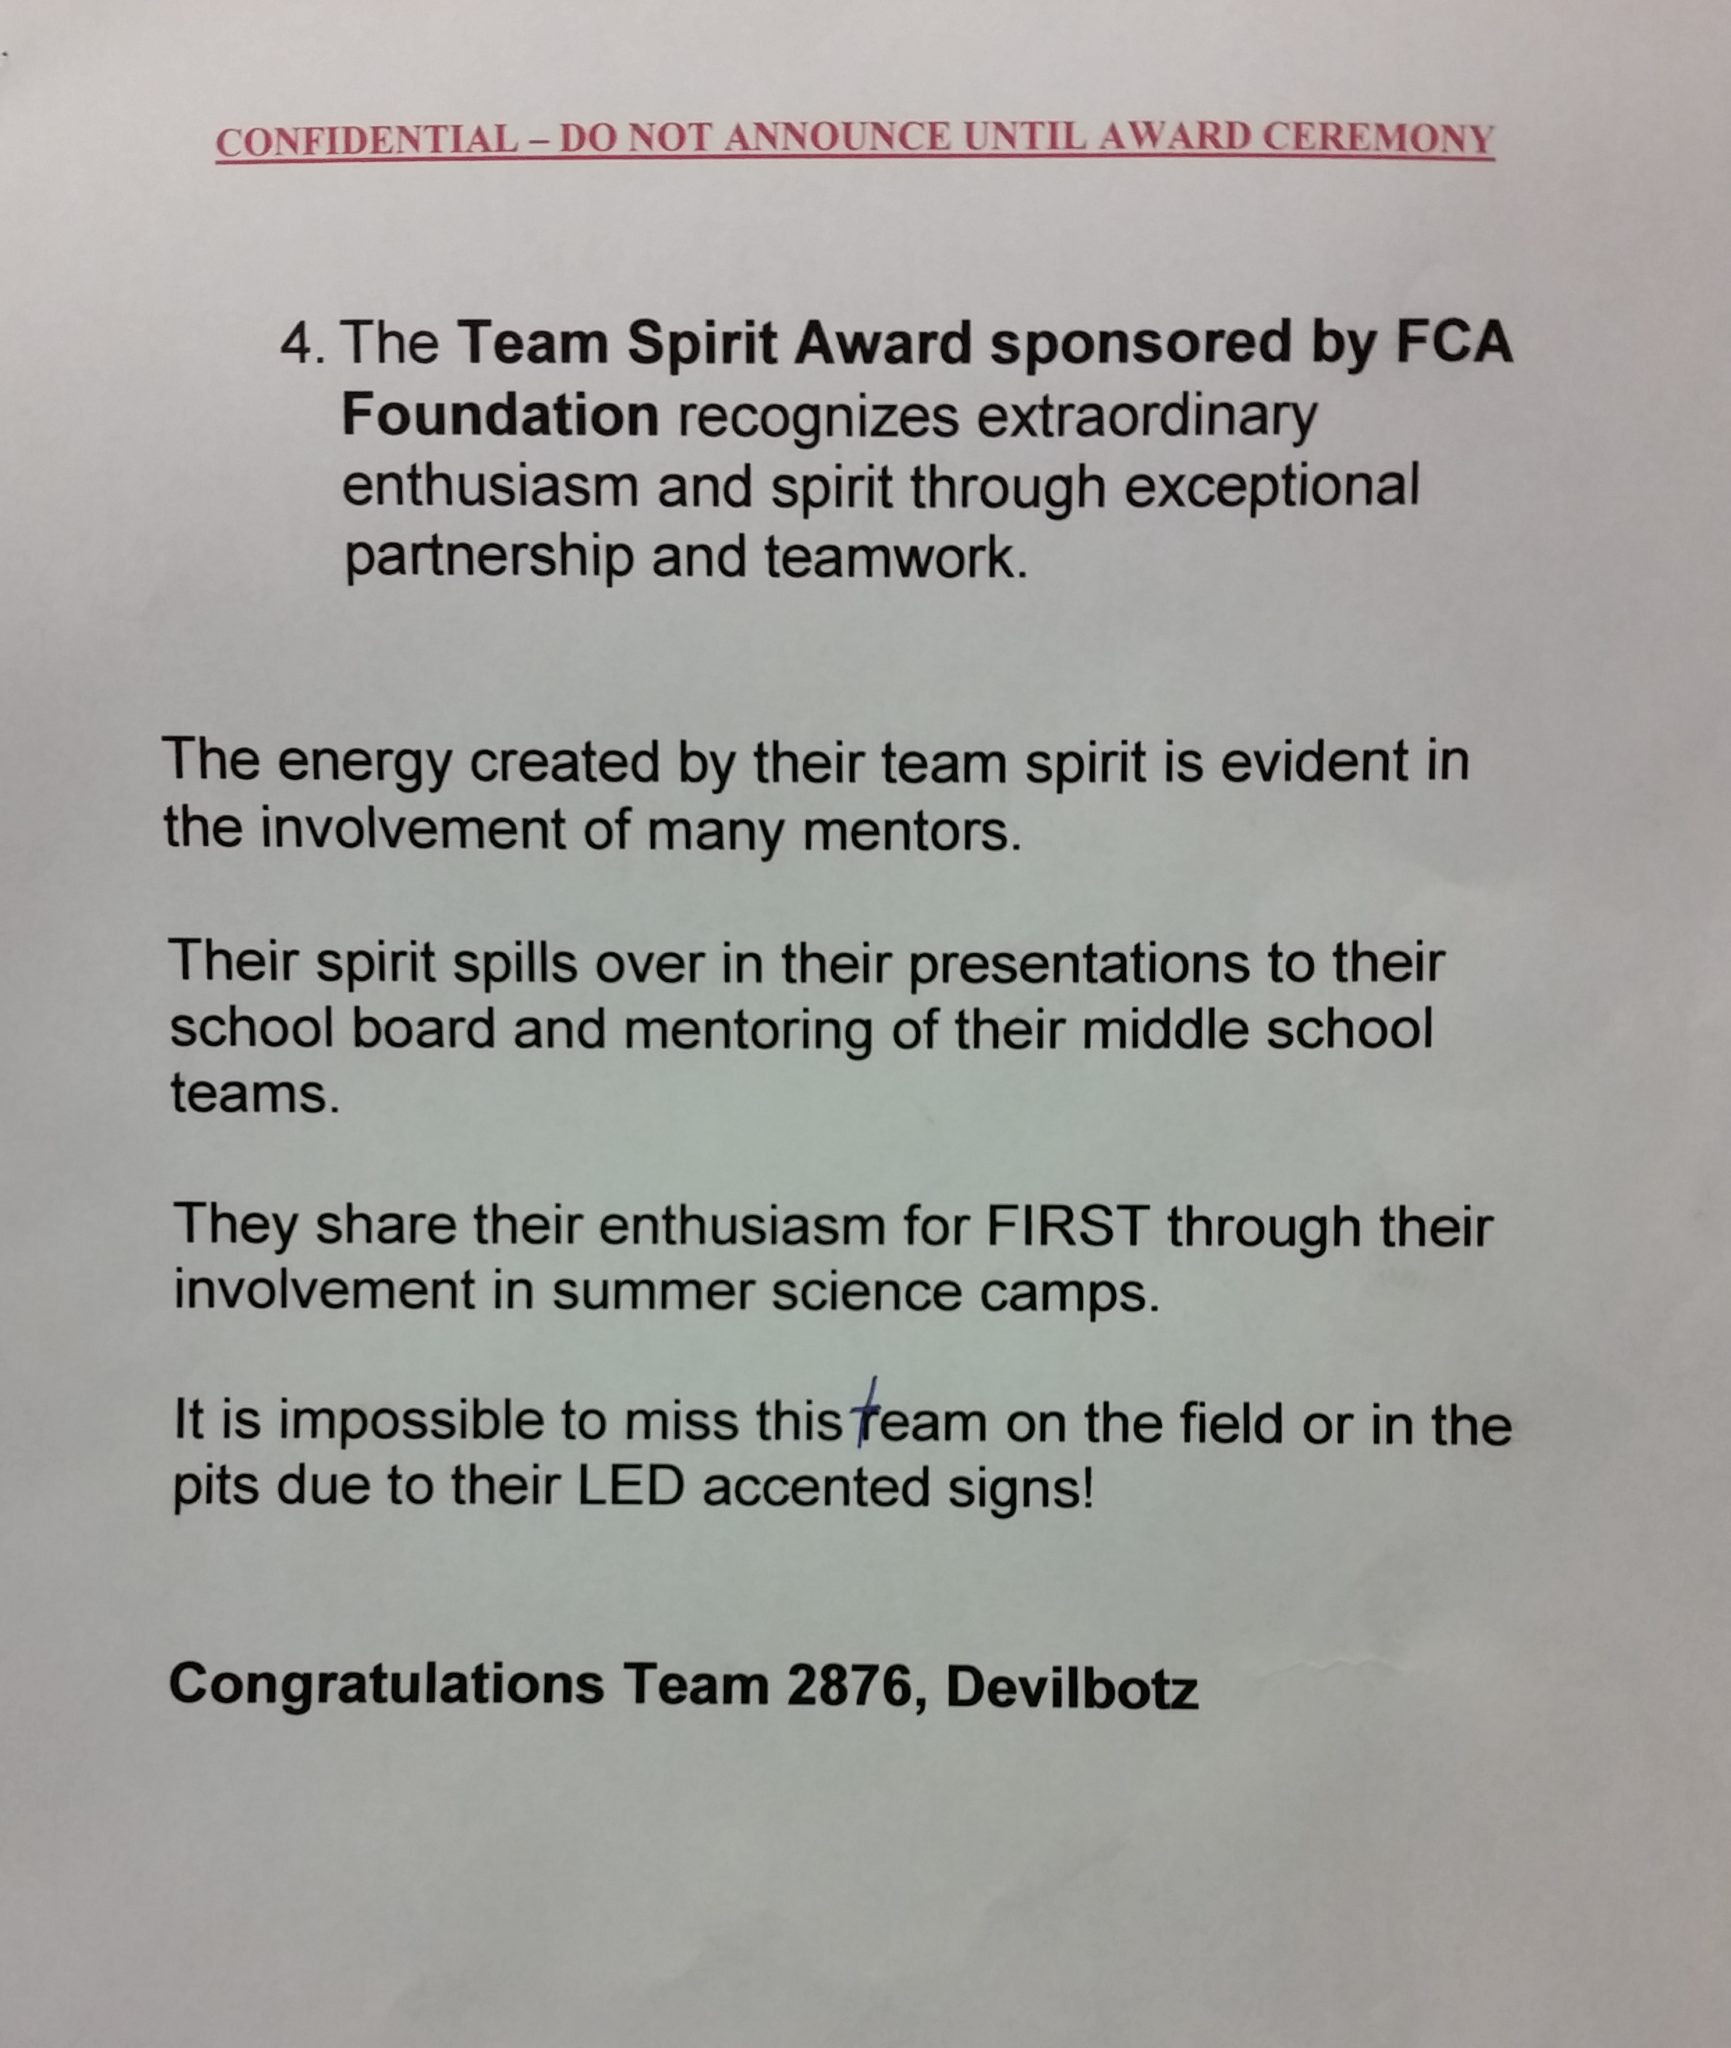 CONFIDENTIAL – DO NOT ANNOUNCE UNTIL AWARD CEREMONY
4. The Team Spirit Award sponsored by FCA
Foundation recognizes extraordinary
enthusiasm and spirit through exceptional
partnership and teamwork.
The energy created by their team spirit is evident in
the involvement of many mentors.
Their spirit spills over in their presentations to their
school board and mentoring of their middle school
teams.
They share their enthusiasm for FIRST through their
involvement in summer science camps.
It is impossible to miss this team on the field or in the
pits due to their LED accented signs!
Congratulations Team 2876, Devilbotz